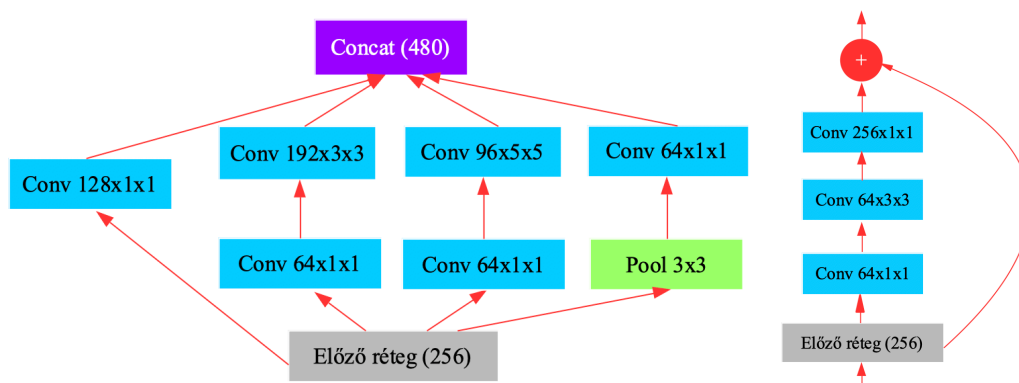 Concat (480)
Conv 128x1x1
Conv 192x3x3
Conv 96x5x5
Conv 64x1x1
Conv 64x1x1
Conv 64x1x1
Pool 3x3
Előző réteg (256)
+
Conv 256x1x1
Conv 64x3x3
Conv 64x1x1
Előző réteg (256)